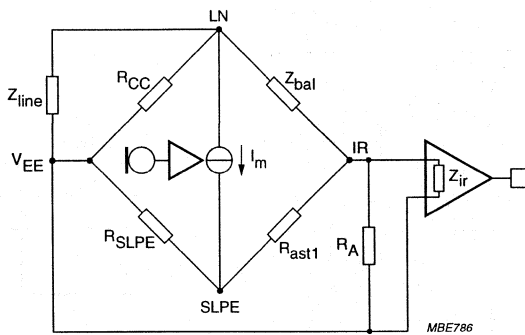 LN
R_CC
Z_bal
Z_line
V_EE
I_m
IR
Z_ir
R_SLPE
R_ast1
R_A
SLPE
MBE786